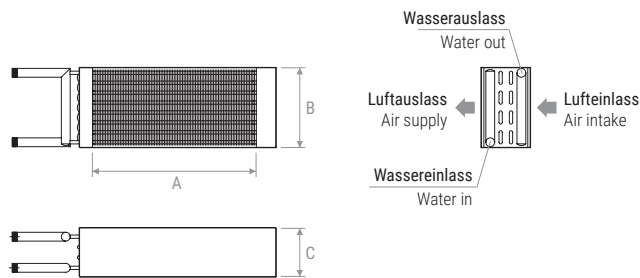 Wasserauslass
Water out
B
Luftauslass
Air supply
Lufteinlass
Air intake
A
Wassereinlass
Water in
C